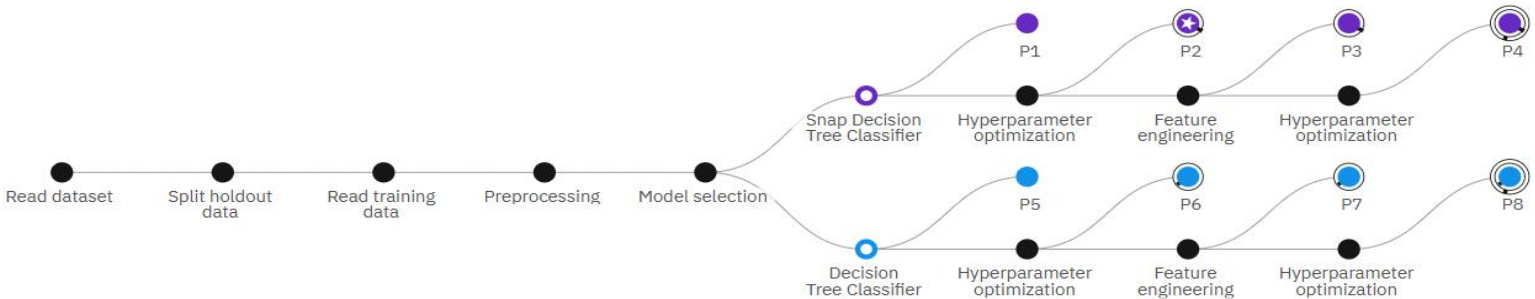 P1
P2
P3
P4
Snap Decision
Tree Classifier
Hyperparameter
optimization
Feature
engineering
Hyperparameter
optimization
Read dataset
Split holdout
data
Read training
data
Preprocessing
Model selection
P5
P6
P7
P8
Decision
Tree Classifier
Hyperparameter
optimization
Feature
engineering
Hyperparameter
optimization